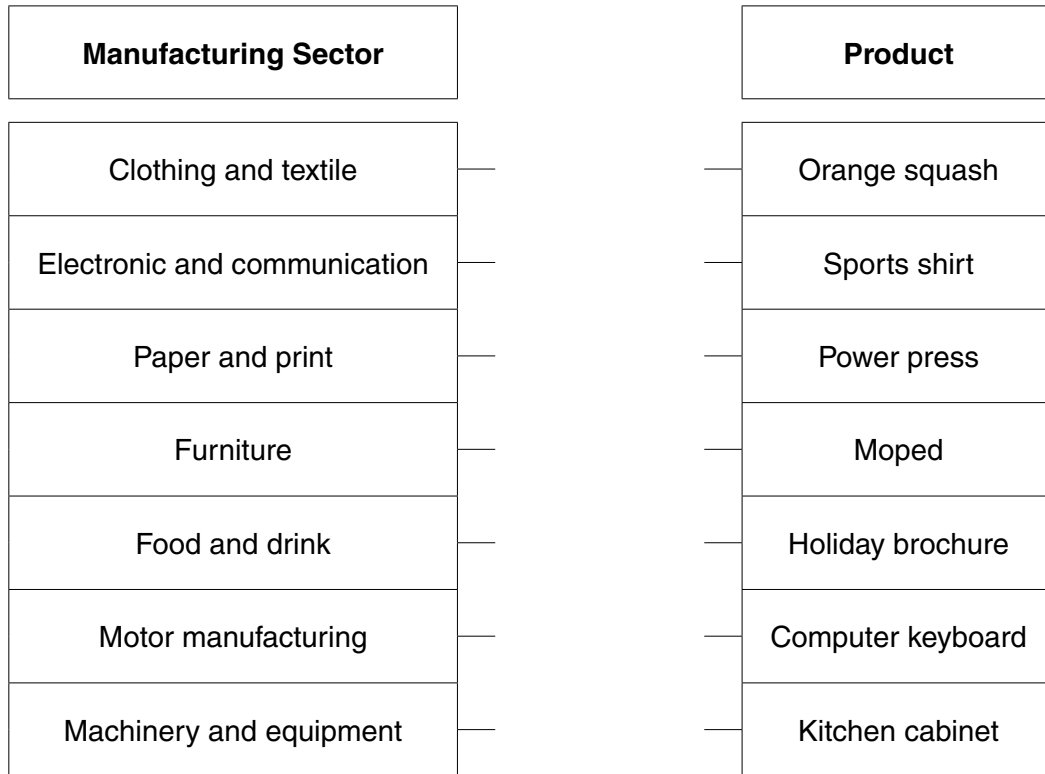 Manufacturing Sector
Product
Clothing and textile
Orange squash
Electronic and communication
Sports shirt
Paper and print
Power press
Furniture
Moped
Food and drink
Holiday brochure
Motor manufacturing
Computer keyboard
Machinery and equipment
Kitchen cabinet